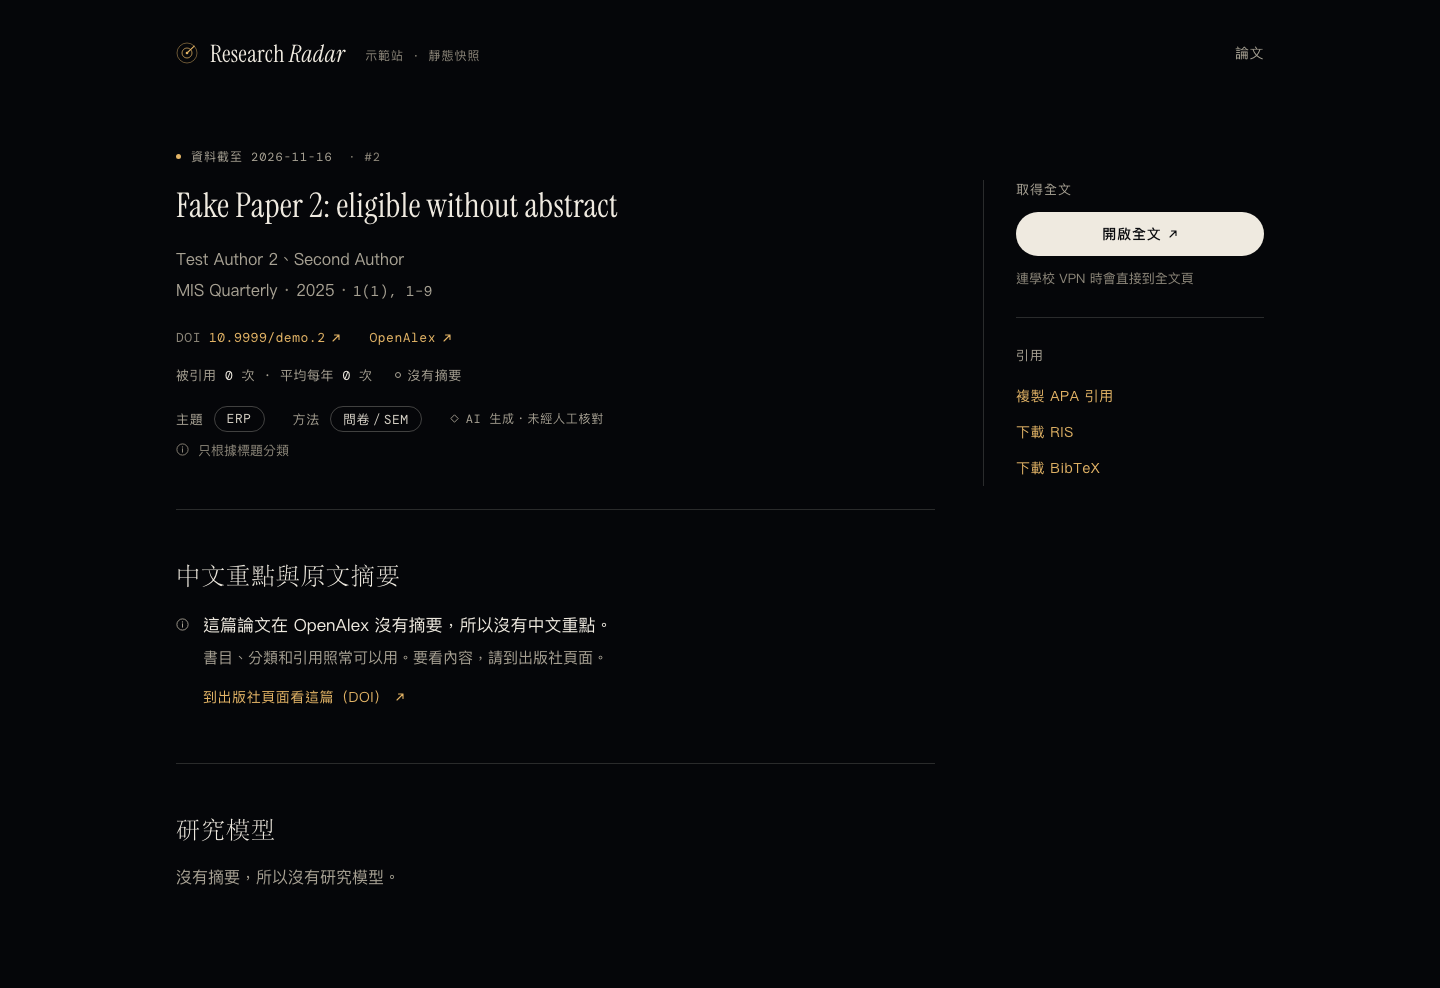 Research Radar 示範站 · 靜態快照
論文
資料截至 2026-11-16 · #2
Fake Paper 2: eligible without abstract
Test Author 2、Second Author
MIS Quarterly · 2025 · 1(1), 1–9
DOI 10.9999/demo.2 ↗ OpenAlex ↗
被引用 0 次 · 平均每年 0 次 沒有摘要
主題 ERP 方法 問卷 / SEM ◇ AI 生成・未經人工核對
ⓘ 只根據標題分類
取得全文
開啟全文 ↗
連學校 VPN 時會直接到全文頁
引用
複製 APA 引用
下載 RIS
下載 BibTeX
中文重點與原文摘要
ⓘ 這篇論文在 OpenAlex 沒有摘要，所以沒有中文重點。
書目、分類和引用照常可以用。要看內容，請到出版社頁面。
到出版社頁面看這篇（DOI） ↗
研究模型
沒有摘要，所以沒有研究模型。